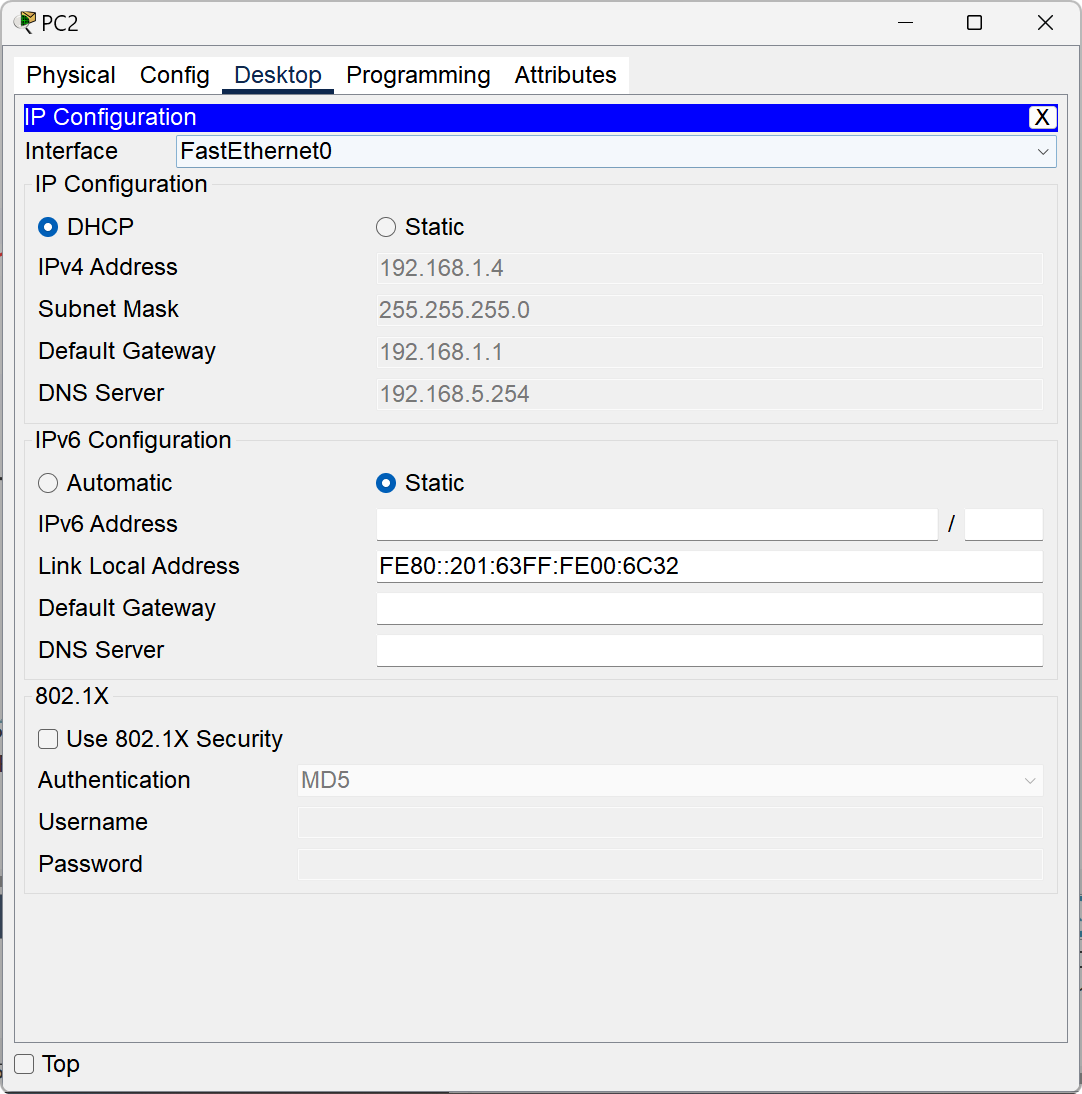 PC2
Physical Config Desktop Programming Attributes
IP Configuration X
Interface FastEthernet0
IP Configuration
DHCP Static
IPv4 Address 192.168.1.4
Subnet Mask 255.255.255.0
Default Gateway 192.168.1.1
DNS Server 192.168.5.254
IPv6 Configuration
Automatic Static
IPv6 Address /
Link Local Address FE80::201:63FF:FE00:6C32
Default Gateway
DNS Server
802.1X
Use 802.1X Security
Authentication MD5
Username
Password
Top